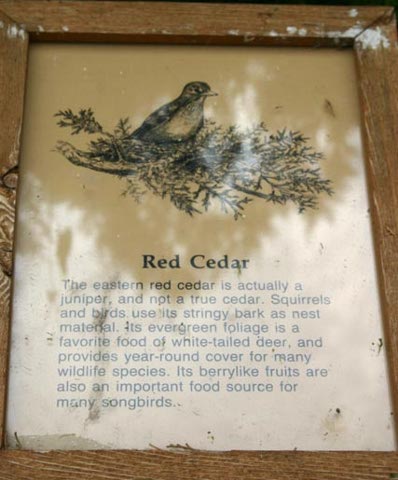 Red Cedar
The eastern red cedar is actually a
juniper, and not a true cedar. Squirrels
and birds use its stringy bark as nest
material. Its evergreen foliage is a
favorite food of white-tailed deer, and
provides year-round cover for many
wildlife species. Its berrylike fruits are
also an important food source for
many songbirds.